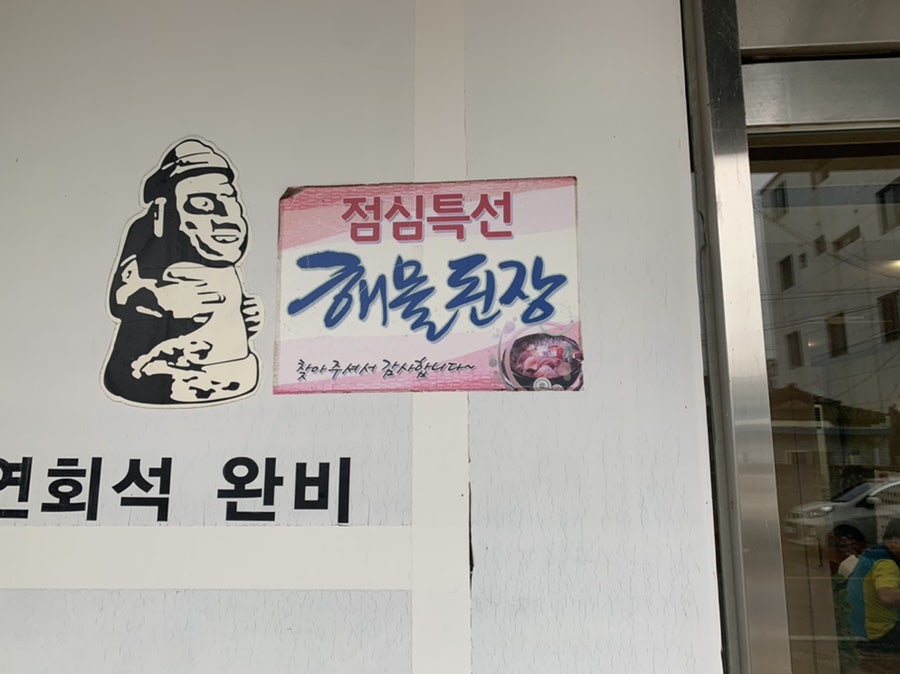 점심특선
해물된장
찾아주셔서 감사합니다~
연회석 완비